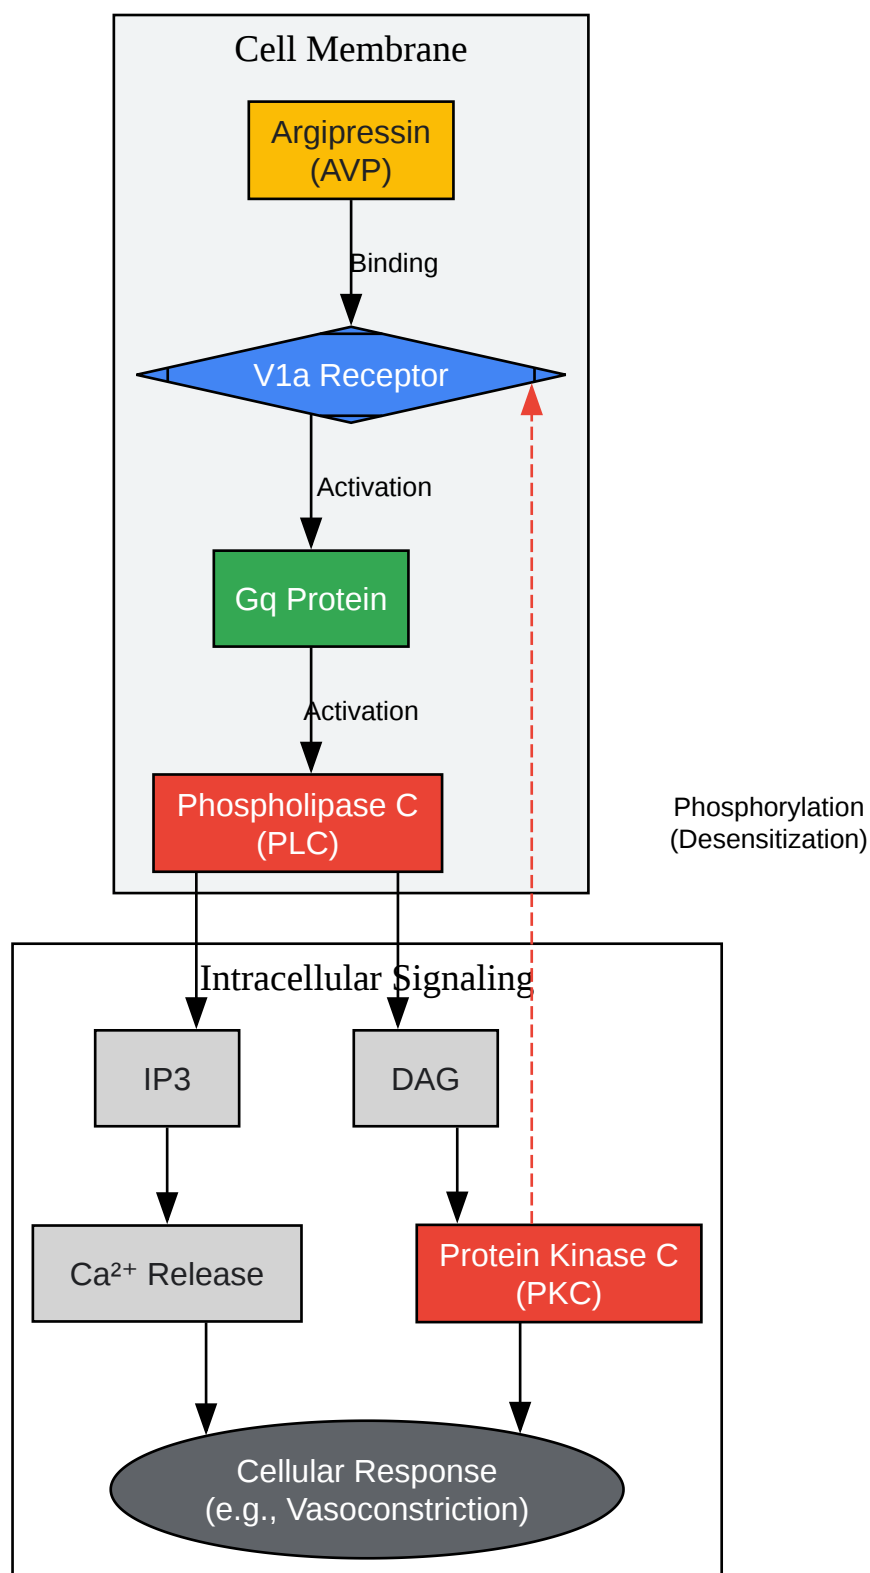 Cell Membrane
Argipressin
(AVP)
Binding
V1a Receptor
Activation
Gq Protein
Activation
Phospholipase C
(PLC)
Phosphorylation
(Desensitization)
Intracellular Signaling
IP3
DAG
Ca²⁺ Release
Protein Kinase C
(PKC)
Cellular Response
(e.g., Vasoconstriction)